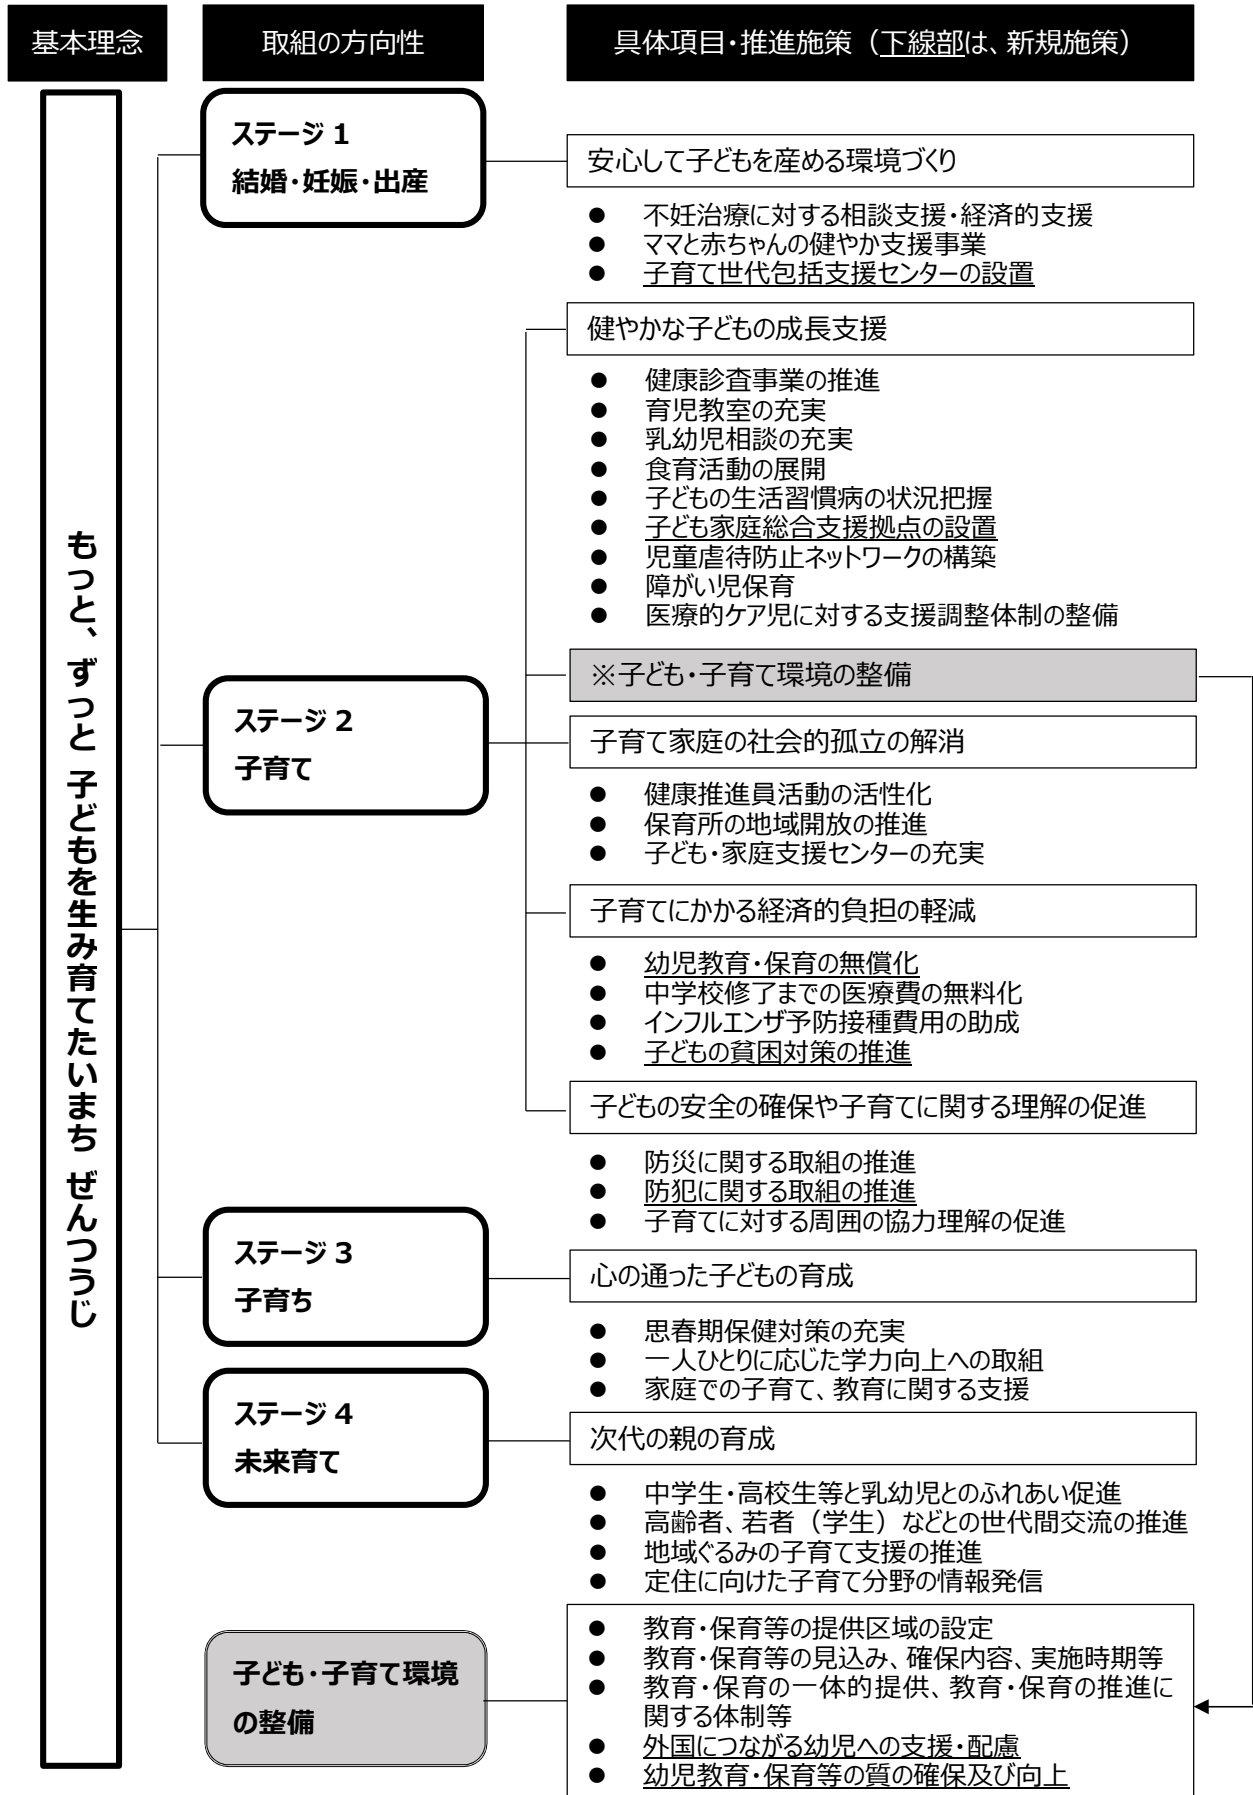 基本理念
取組の方向性
具体項目・推進施策（下線部は、新規施策）
もっと、ずっと 子どもを生み育てたいまち ぜんつうじ
ステージ 1
結婚・妊娠・出産
安心して子どもを産める環境づくり
● 不妊治療に対する相談支援・経済的支援
● ママと赤ちゃんの健やか支援事業
● 子育て世代包括支援センターの設置
ステージ 2
子育て
健やかな子どもの成長支援
● 健康診査事業の推進
● 育児教室の充実
● 乳幼児相談の充実
● 食育活動の展開
● 子どもの生活習慣病の状況把握
● 子ども家庭総合支援拠点の設置
● 児童虐待防止ネットワークの構築
● 障がい児保育
● 医療的ケア児に対する支援調整体制の整備
※子ども・子育て環境の整備
子育て家庭の社会的孤立の解消
● 健康推進員活動の活性化
● 保育所の地域開放の推進
● 子ども・家庭支援センターの充実
子育てにかかる経済的負担の軽減
● 幼児教育・保育の無償化
● 中学校修了までの医療費の無料化
● インフルエンザ予防接種費用の助成
● 子どもの貧困対策の推進
子どもの安全の確保や子育てに関する理解の促進
● 防災に関する取組の推進
● 防犯に関する取組の推進
● 子育てに対する周囲の協力理解の促進
ステージ 3
子育ち
心の通った子どもの育成
● 思春期保健対策の充実
● 一人ひとりに応じた学力向上への取組
● 家庭での子育て、教育に関する支援
ステージ 4
未来育て
次代の親の育成
● 中学生・高校生等と乳幼児とのふれあい促進
● 高齢者、若者（学生）などとの世代間交流の推進
● 地域ぐるみの子育て支援の推進
● 定住に向けた子育て分野の情報発信
子ども・子育て環境
の整備
● 教育・保育等の提供区域の設定
● 教育・保育等の見込み、確保内容、実施時期等
● 教育・保育の一体的提供、教育・保育の推進に
関する体制等
● 外国につながる幼児への支援・配慮
● 幼児教育・保育等の質の確保及び向上